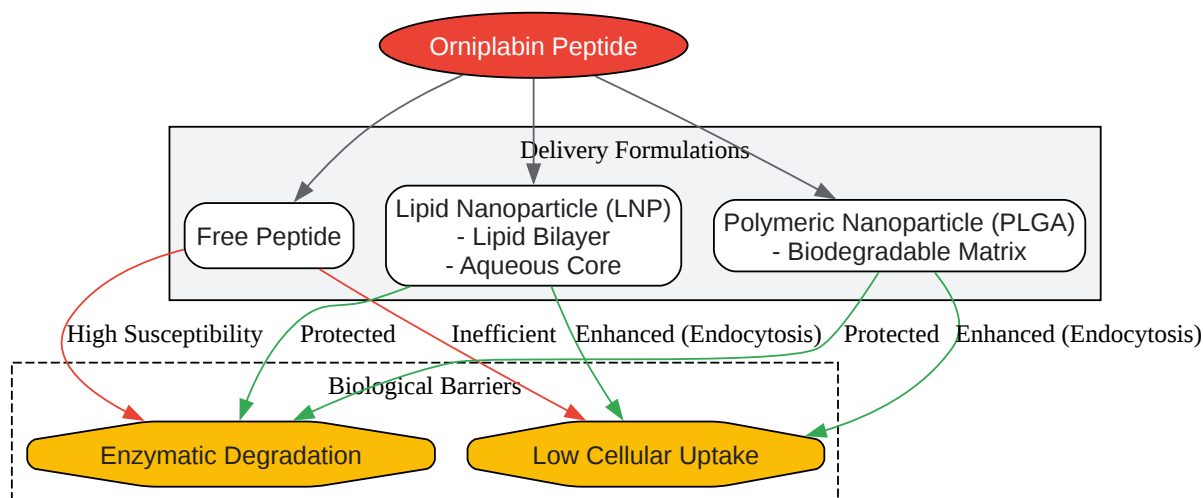 Orniplabin Peptide
Delivery Formulations
Free Peptide
Lipid Nanoparticle (LNP)
- Lipid Bilayer
- Aqueous Core
Polymeric Nanoparticle (PLGA)
- Biodegradable Matrix
High Susceptibility
Protected
Inefficient
Enhanced (Endocytosis)
Protected
Enhanced (Endocytosis)
Biological Barriers
Enzymatic Degradation
Low Cellular Uptake